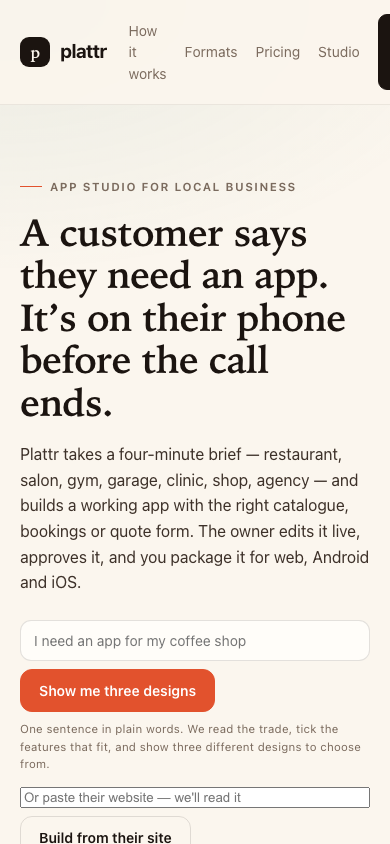 p plattr How it works Formats Pricing Studio
APP STUDIO FOR LOCAL BUSINESS
A customer says
they need an app.
It’s on their phone
before the call
ends.
Plattr takes a four-minute brief — restaurant,
salon, gym, garage, clinic, shop, agency — and
builds a working app with the right catalogue,
bookings or quote form. The owner edits it live,
approves it, and you package it for web, Android
and iOS.
I need an app for my coffee shop
Show me three designs
One sentence in plain words. We read the trade, tick the
features that fit, and show three different designs to choose
from.
Or paste their website — we'll read it
Build from their site